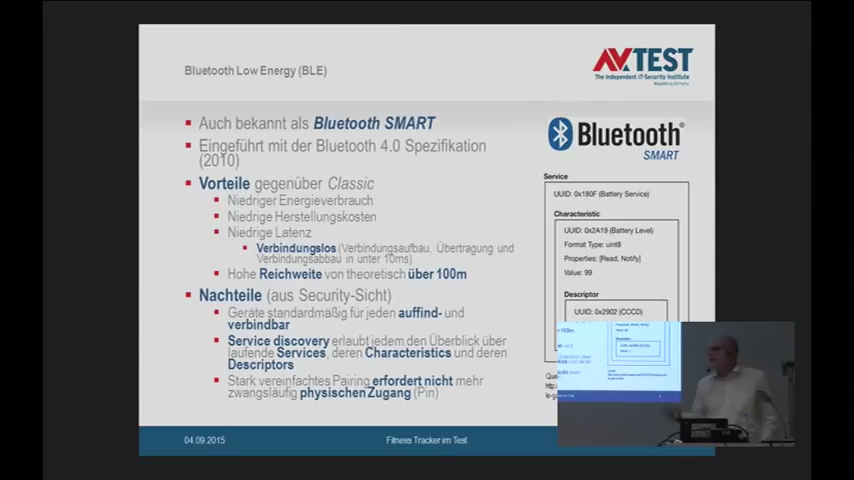 Bluetooth Low Energy (BLE)
AVTEST
The Independent IT-Security Institute
Magdeburg Germany
Auch bekannt als Bluetooth SMART
Eingeführt mit der Bluetooth 4.0 Spezifikation
(2010)
Vorteile gegenüber Classic
Niedriger Energieverbrauch
Niedrige Herstellungskosten
Niedrige Latenz
Verbindungslos (Verbindungsaufbau, Übertragung und
Verbindungsabbau in unter 10ms)
Hohe Reichweite von theoretisch über 100m
Nachteile (aus Security-Sicht)
Geräte standardmäßig für jeden auffind- und
verbindbar
Service discovery erlaubt jedem den Überblick über
laufende Services, deren Characteristics und deren
Descriptors
Stark vereinfachtes Pairing erfordert nicht mehr
zwangsläufig physischen Zugang (Pin)
Bluetooth®
SMART
Service
UUID: 0x180F (Battery Service)
Characteristic
UUID: 0x2A19 (Battery Level)
Format Type: uint8
Properties: [Read, Notify]
Value: 99
Descriptor
UUID: 0x2902 (CCCD)
04.09.2015
Fitness Tracker im Test